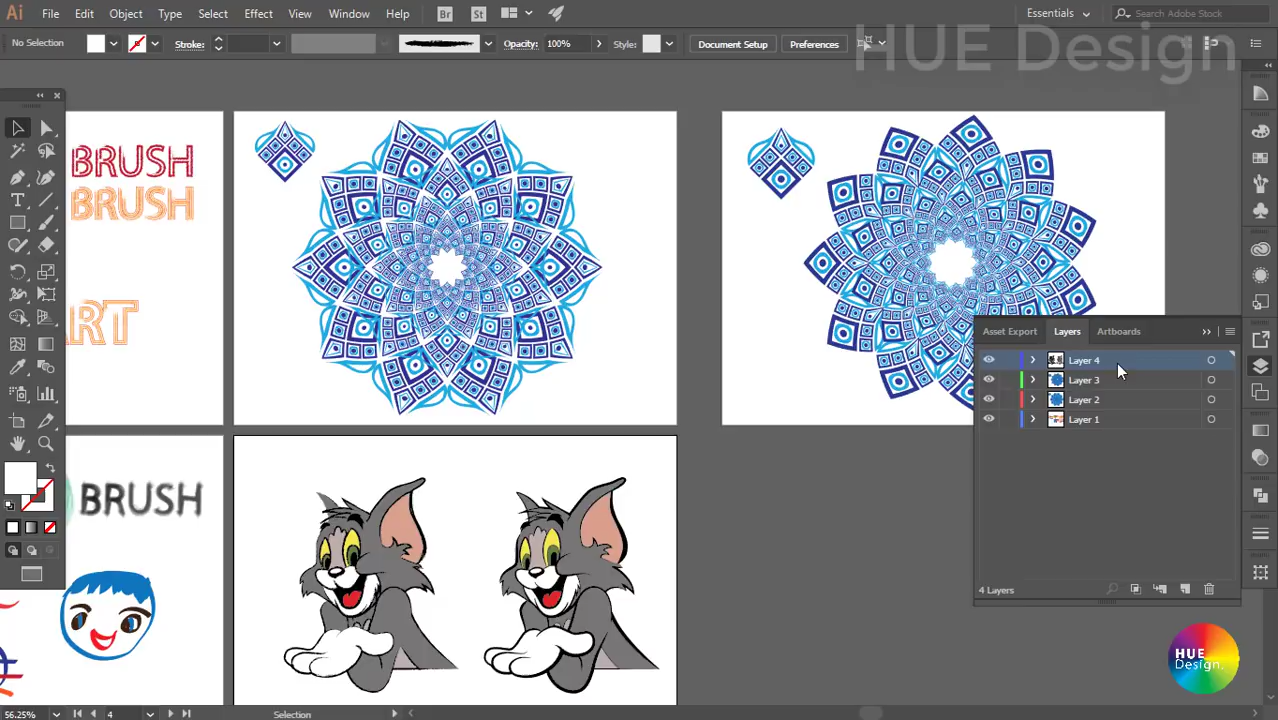 Ai File Edit Object Type Select Effect View Window Help Br St Essentials Search Adobe Stock
No Selection Stroke: Opacity: 100% Style: Document Setup Preferences
HUE Design
BRUSH
BRUSH
ART
Asset Export Layers Artboards
Layer 4
Layer 3
Layer 2
Layer 1
4 Layers
BRUSH
HUE
Design.
56.25% 4 Selection